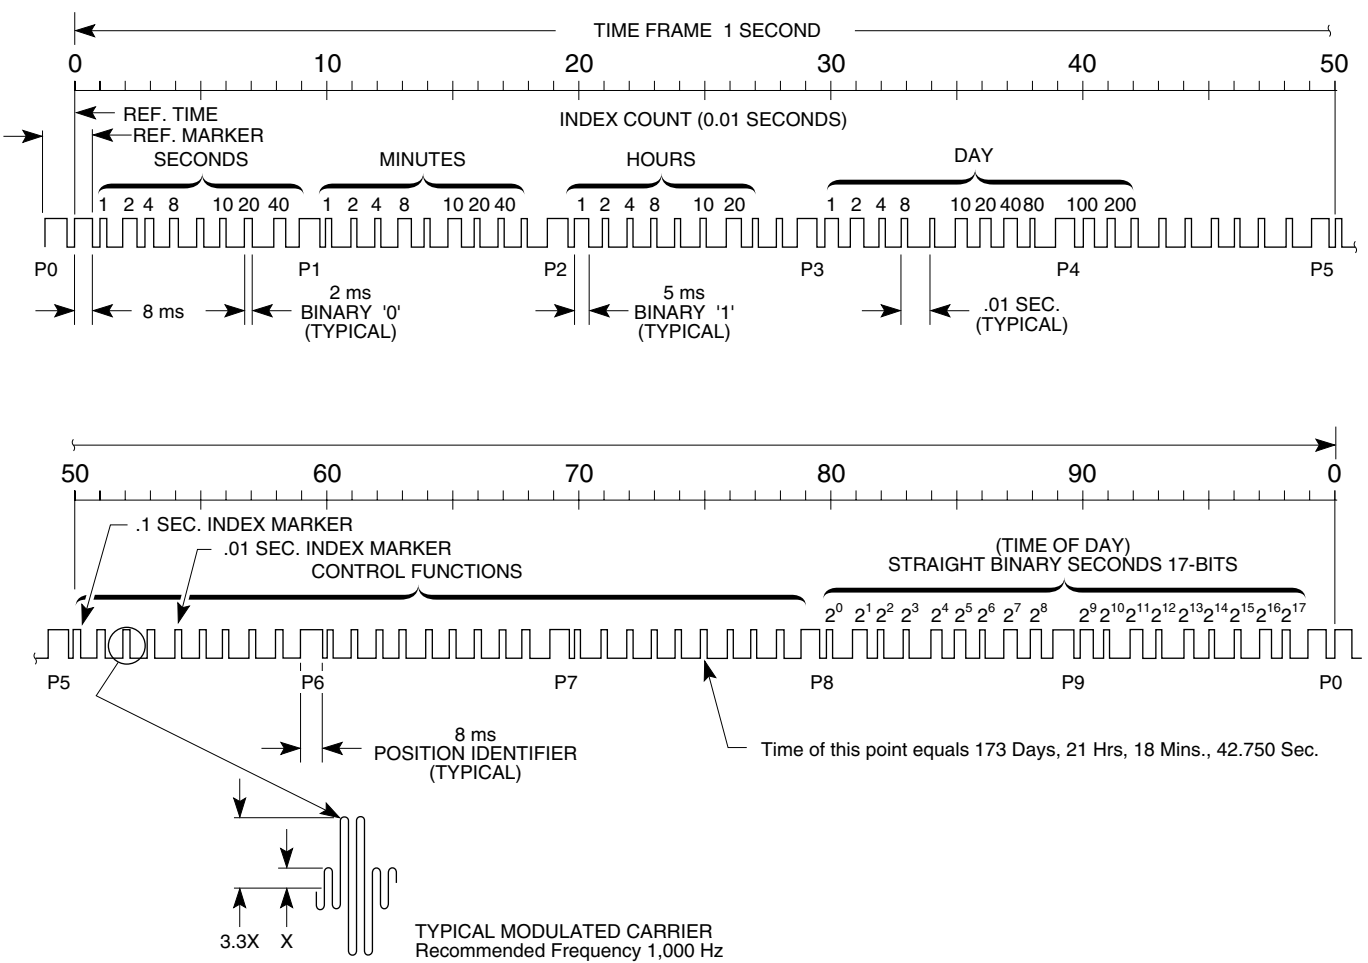 TIME FRAME 1 SECOND
0 10 20 30 40 50
REF. TIME
INDEX COUNT (0.01 SECONDS)
REF. MARKER
SECONDS MINUTES HOURS DAY
1 2 4 8 10 20 40 1 2 4 8 10 20 40 1 2 4 8 10 20 1 2 4 8 10 20 40 80 100 200
P0 P1 P2 P3 P4 P5
8 ms
2 ms
BINARY '0'
(TYPICAL)
5 ms
BINARY '1'
(TYPICAL)
.01 SEC.
(TYPICAL)
50 60 70 80 90 0
.1 SEC. INDEX MARKER
.01 SEC. INDEX MARKER
CONTROL FUNCTIONS
(TIME OF DAY)
STRAIGHT BINARY SECONDS 17-BITS
2⁰ 2¹ 2² 2³ 2⁴ 2⁵ 2⁶ 2⁷ 2⁸ 2⁹ 2¹⁰ 2¹¹ 2¹² 2¹³ 2¹⁴ 2¹⁵ 2¹⁶ 2¹⁷
P5 P6 P7 P8 P9 P0
8 ms
POSITION IDENTIFIER
(TYPICAL)
Time of this point equals 173 Days, 21 Hrs, 18 Mins., 42.750 Sec.
3.3X X
TYPICAL MODULATED CARRIER
Recommended Frequency 1,000 Hz